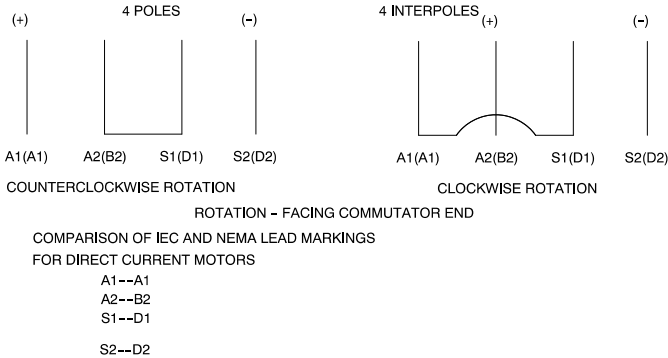 4 POLES 4 INTERPOLES
(+) (-) (+) (-)
A1(A1) A2(B2) S1(D1) S2(D2) A1(A1) A2(B2) S1(D1) S2(D2)
COUNTERCLOCKWISE ROTATION CLOCKWISE ROTATION
ROTATION - FACING COMMUTATOR END
COMPARISON OF IEC AND NEMA LEAD MARKINGS
FOR DIRECT CURRENT MOTORS
A1--A1
A2--B2
S1--D1
S2--D2